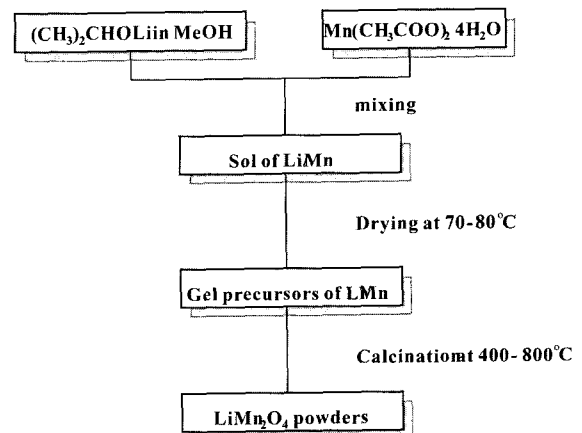 (CH₃)₂CHOLiin MeOH
Mn(CH₃COO)₂ 4H₂O
mixing
Sol of LiMn
Drying at 70-80°C
Gel precursors of LMn
Calcinationat 400-800°C
LiMn₂O₄ powders